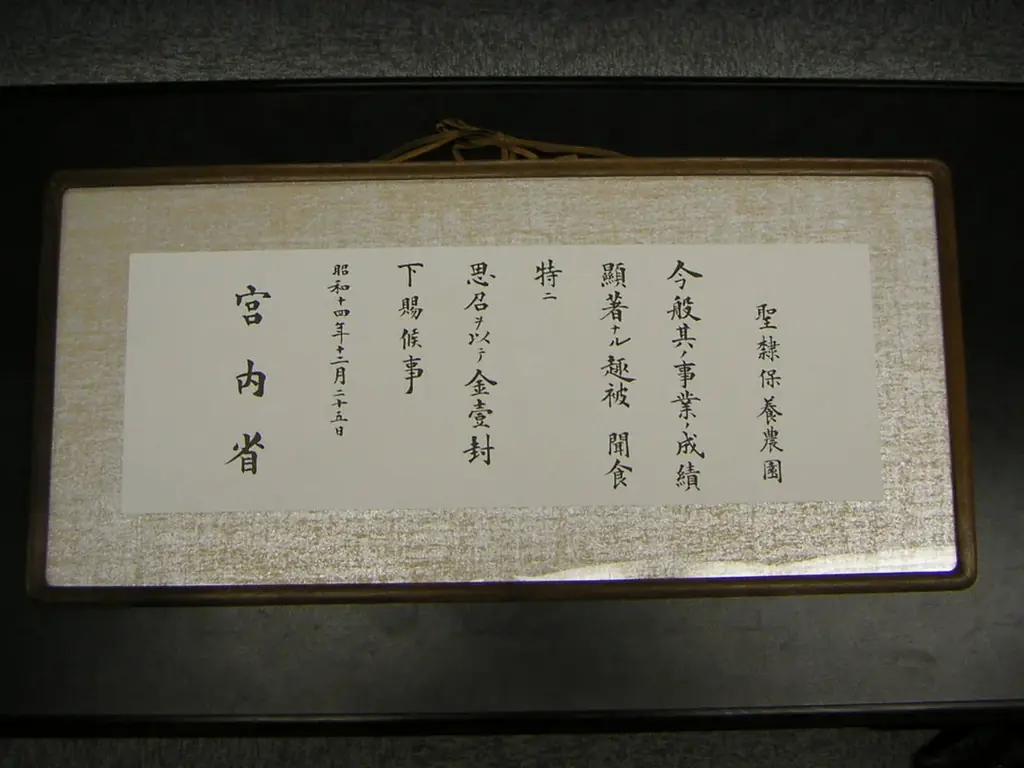 聖隷保養農園
今般其ノ事業ノ成績
顯著ナル趣被 聞食
特ニ
思召ヲ以テ金壹封
下賜候事
昭和十四年十二月二十五日
宮内省